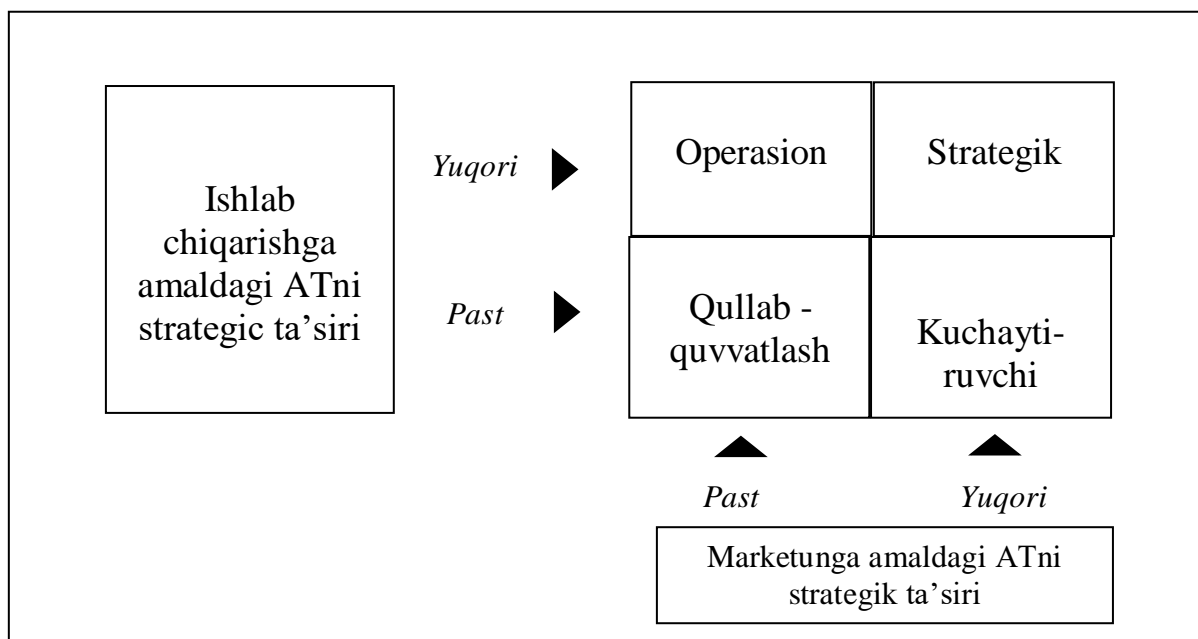 Ishlab
chiqarishga
amaldagi ATni
strategic ta’siri
Yuqori
Past
Operasion
Strategik
Qullab -
quvvatlash
Kuchayti-
ruvchi
Past
Yuqori
Marketunga amaldagi ATni
strategik ta’siri